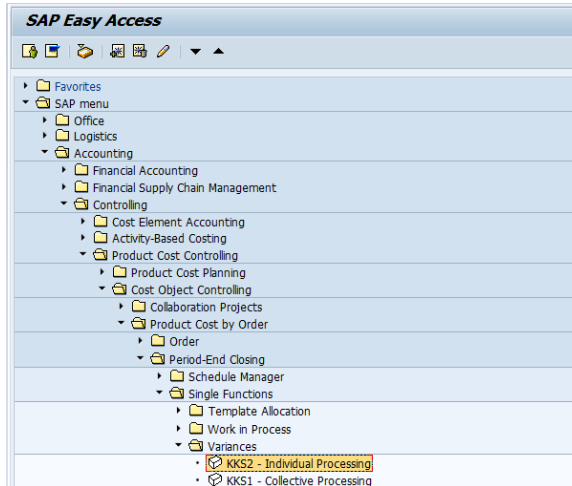 SAP Easy Access
Favorites
SAP menu
Office
Logistics
Accounting
Financial Accounting
Financial Supply Chain Management
Controlling
Cost Element Accounting
Activity-Based Costing
Product Cost Controlling
Product Cost Planning
Cost Object Controlling
Collaboration Projects
Product Cost by Order
Order
Period-End Closing
Schedule Manager
Single Functions
Template Allocation
Work in Process
Variances
KKS2 - Individual Processing
KKS1 - Collective Processing